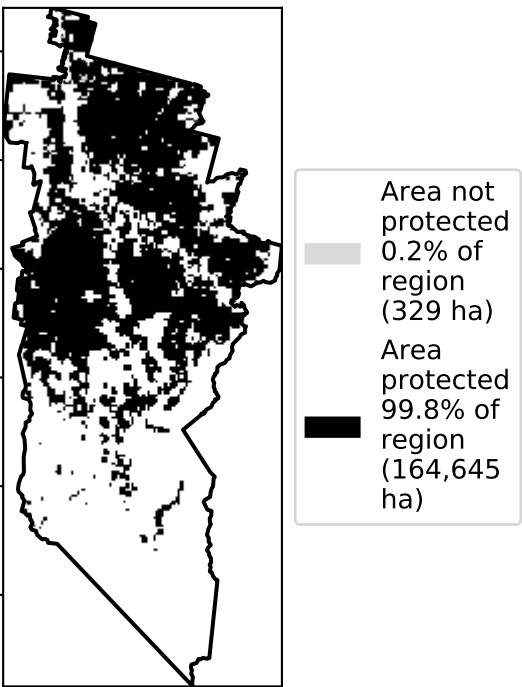 Area not
protected
0.2% of
region
(329 ha)
Area
protected
99.8% of
region
(164,645
ha)